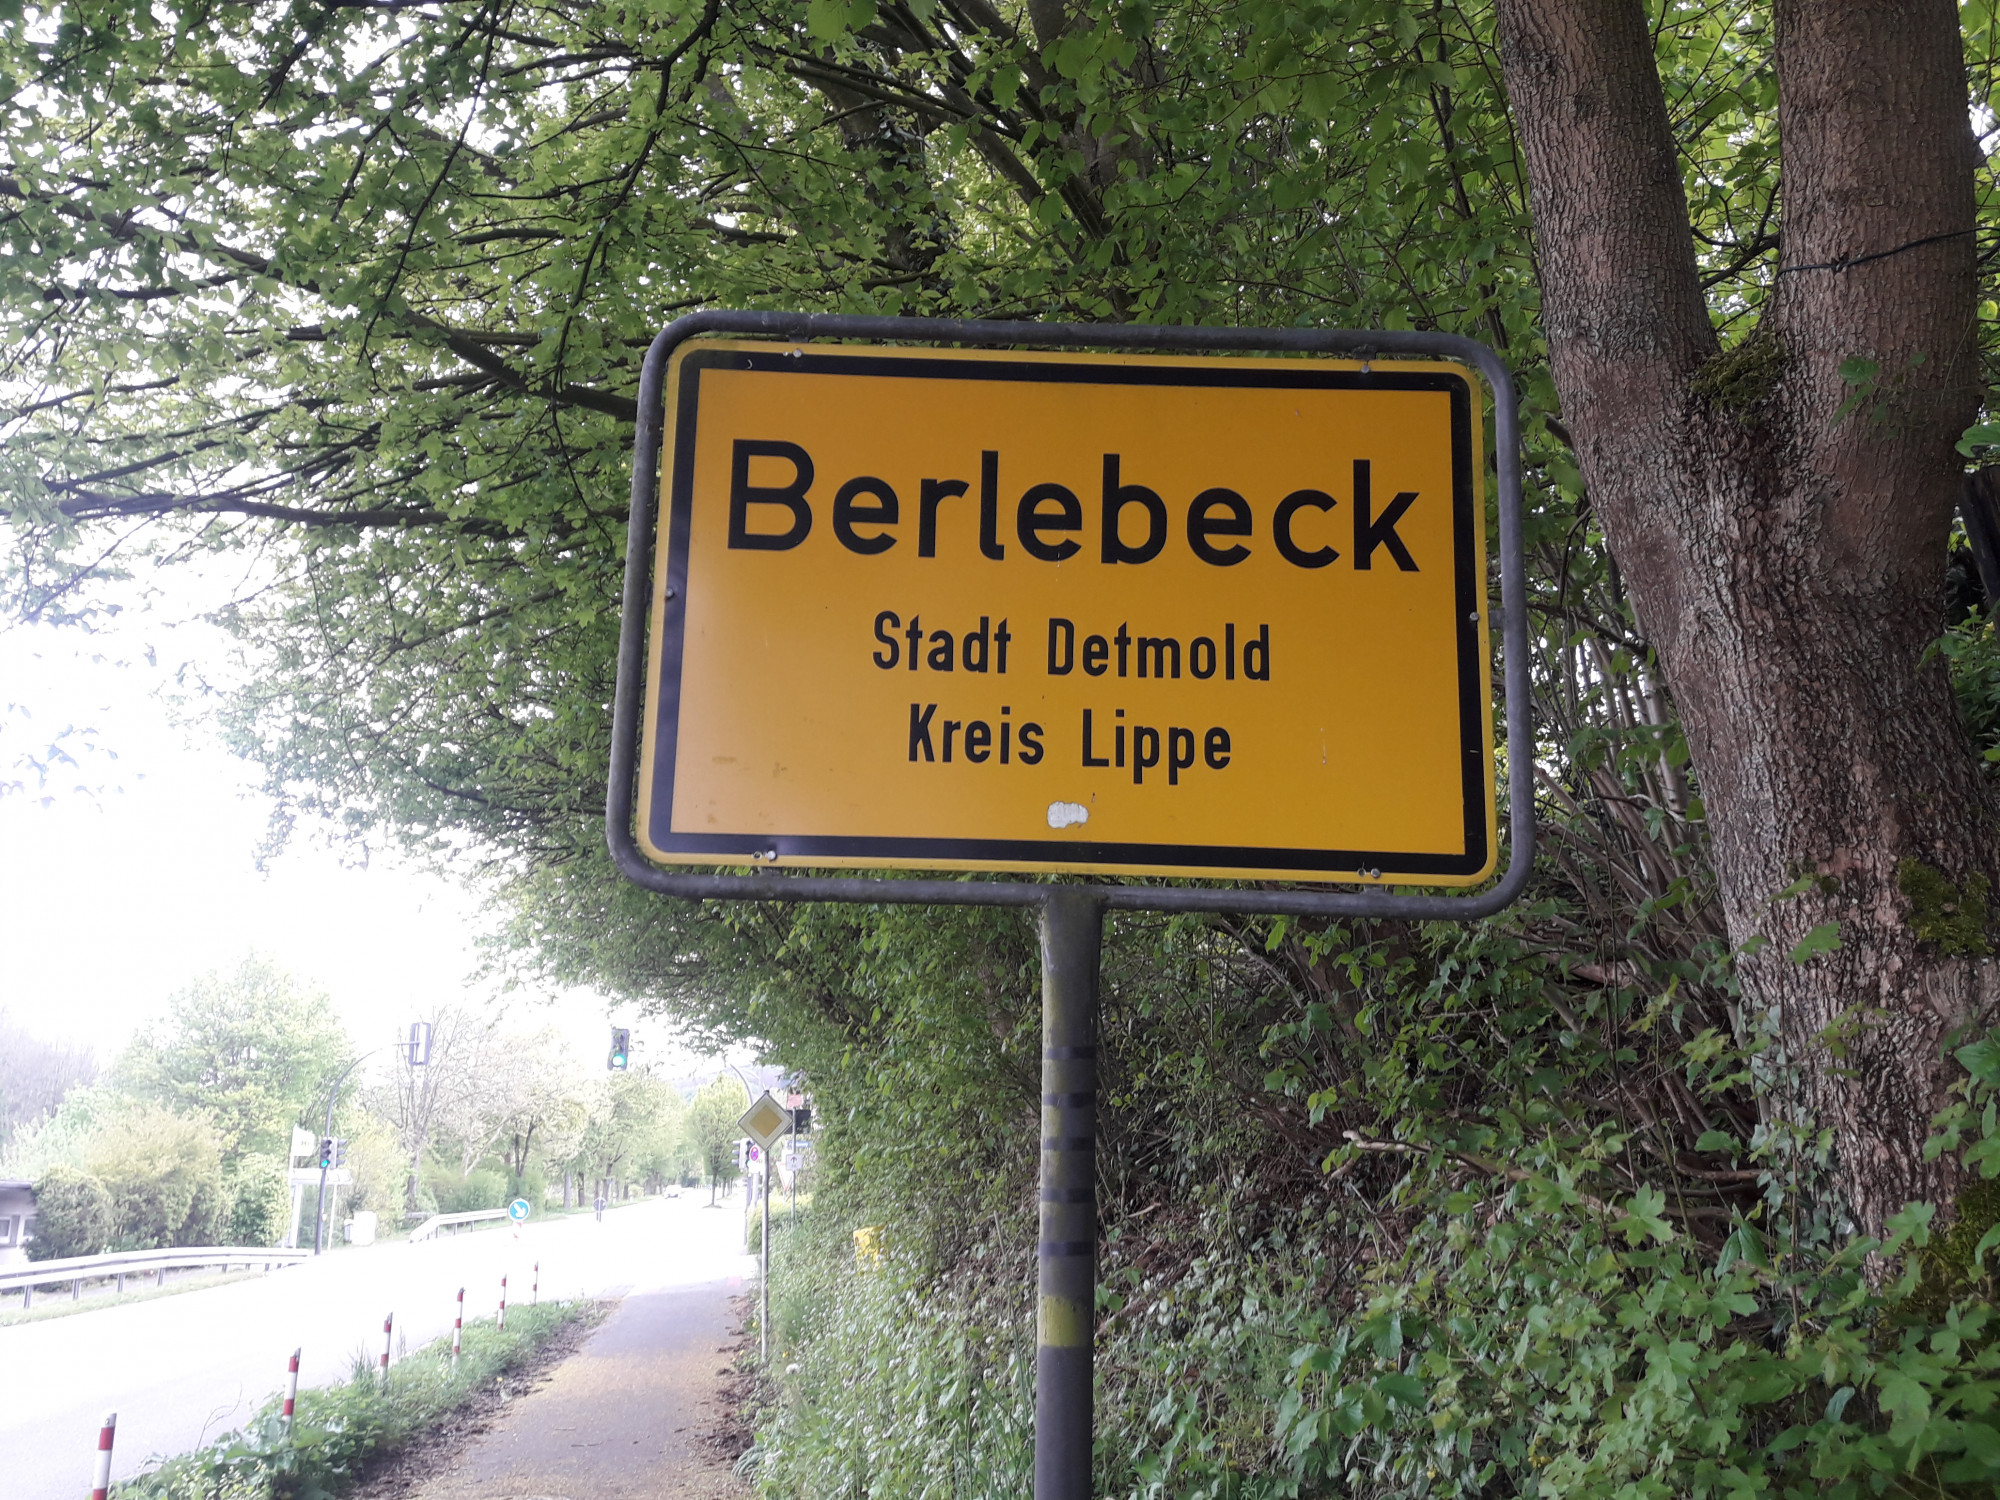 Berlebeck
Stadt Detmold
Kreis Lippe